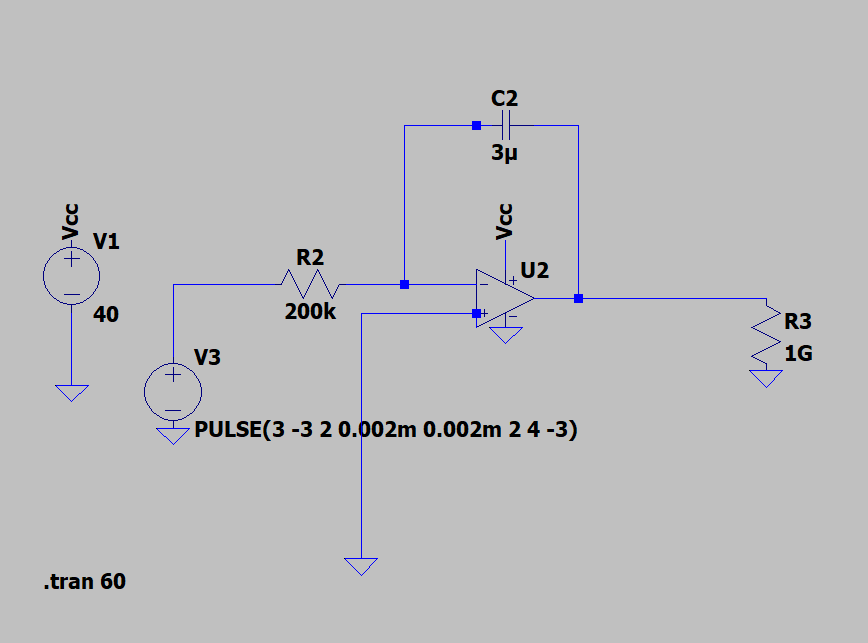 C2
3µ
Vcc
V1
40
Vcc
U2
R2
200k
R3
1G
V3
PULSE(3 -3 2 0.002m 0.002m 2 4 -3)
.tran 60